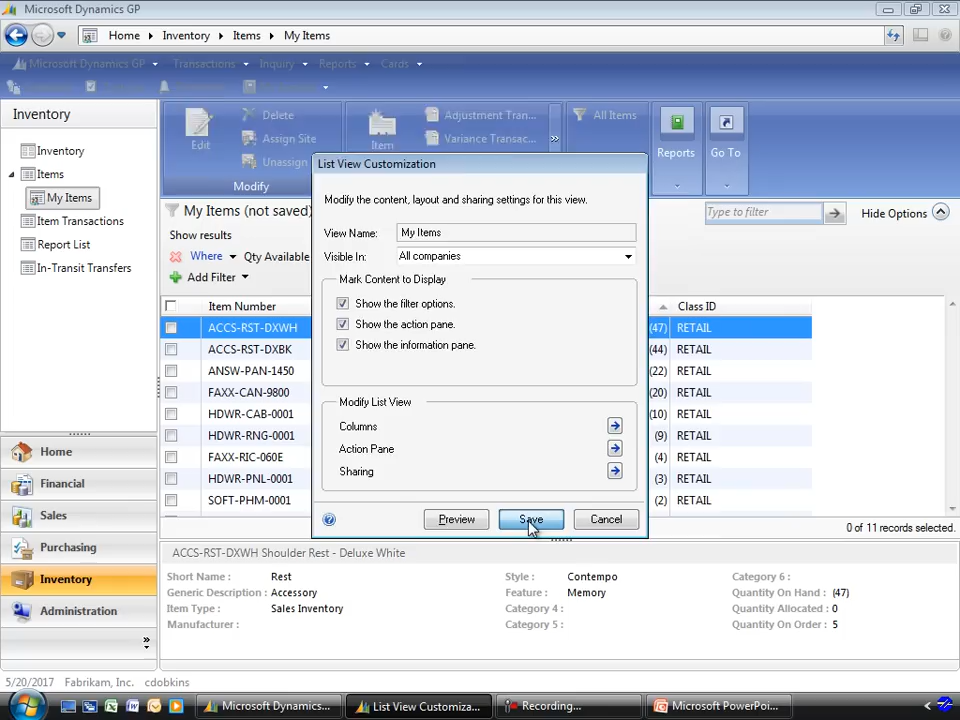 Microsoft Dynamics GP
Home Inventory Items My Items
Microsoft Dynamics GP Transactions Inquiry Reports Cards
Inventory
Inventory
Items
My Items
Item Transactions
Report List
In-Transit Transfers
Edit
Delete
Assign Site
Unassign
Modify
Item
Adjustment Tran...
Variance Transac...
All Items
Reports
Go To
My Items (not saved)
Type to filter
Hide Options
Show results
Where Qty Available
Add Filter
Item Number Class ID
ACCS-RST-DXWH (47) RETAIL
ACCS-RST-DXBK (44) RETAIL
ANSW-PAN-1450 (22) RETAIL
FAXX-CAN-9800 (20) RETAIL
HDWR-CAB-0001 (10) RETAIL
HDWR-RNG-0001 (9) RETAIL
FAXX-RIC-060E (4) RETAIL
HDWR-PNL-0001 (3) RETAIL
SOFT-PHM-0001 (2) RETAIL
0 of 11 records selected.
List View Customization
Modify the content, layout and sharing settings for this view.
View Name: My Items
Visible In: All companies
Mark Content to Display
Show the filter options.
Show the action pane.
Show the information pane.
Modify List View
Columns
Action Pane
Sharing
Preview Save Cancel
Home
Financial
Sales
Purchasing
Inventory
Administration
ACCS-RST-DXWH Shoulder Rest - Deluxe White
Short Name : Rest Style : Contempo Category 6 :
Generic Description : Accessory Feature : Memory Quantity On Hand : (47)
Item Type : Sales Inventory Category 4 : Quantity Allocated : 0
Manufacturer : Category 5 : Quantity On Order : 5
5/20/2017 Fabrikam, Inc. cdobkins
Microsoft Dynamics... List View Customiza... Recording... Microsoft PowerPoi...